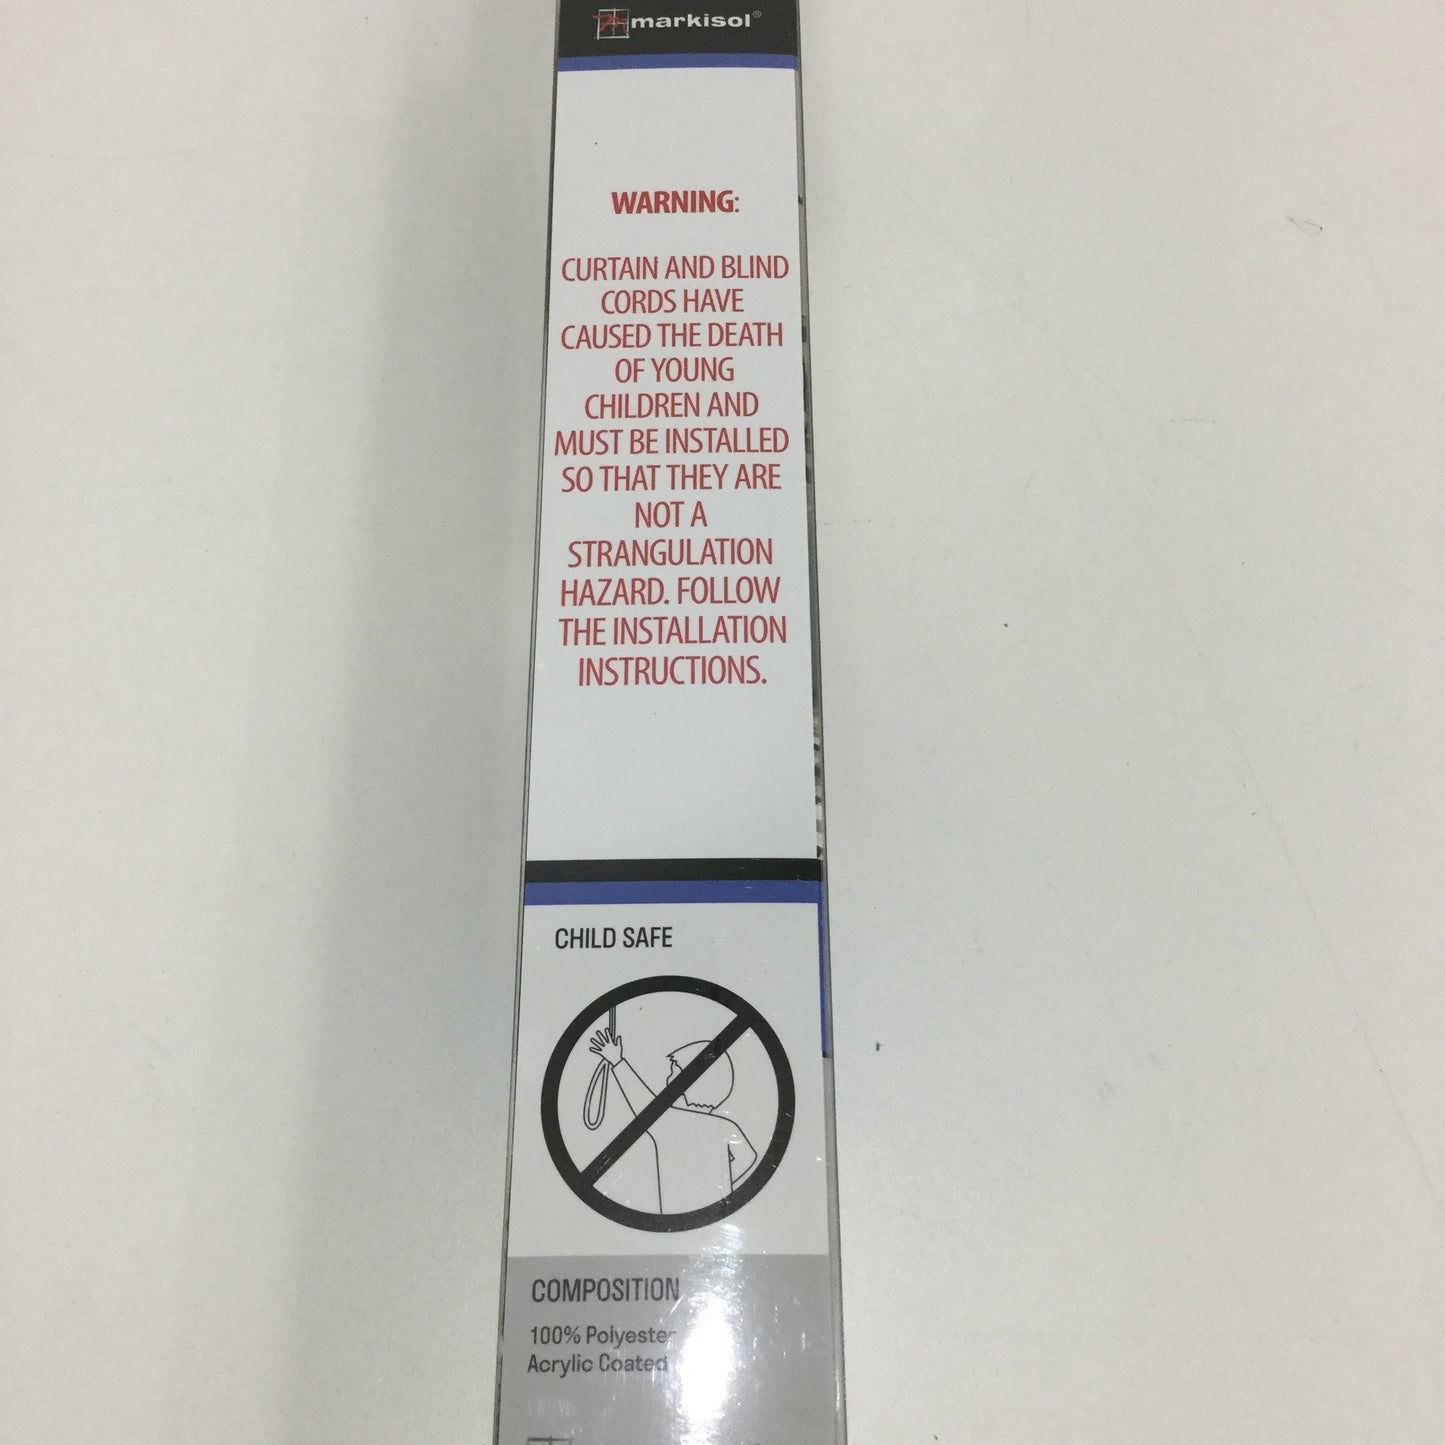 markisol®
WARNING:
CURTAIN AND BLIND
CORDS HAVE
CAUSED THE DEATH
OF YOUNG
CHILDREN AND
MUST BE INSTALLED
SO THAT THEY ARE
NOT A
STRANGULATION
HAZARD. FOLLOW
THE INSTALLATION
INSTRUCTIONS.
CHILD SAFE
COMPOSITION
100% Polyester
Acrylic Coated